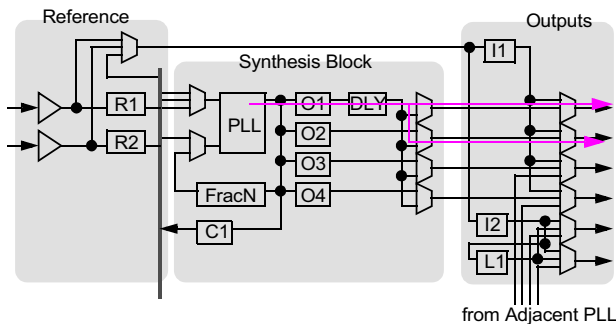 Reference
Outputs
Synthesis Block
I1
R1
O1
DLY
PLL
O2
R2
O3
FracN
O4
C1
I2
L1
from Adjacent PLL